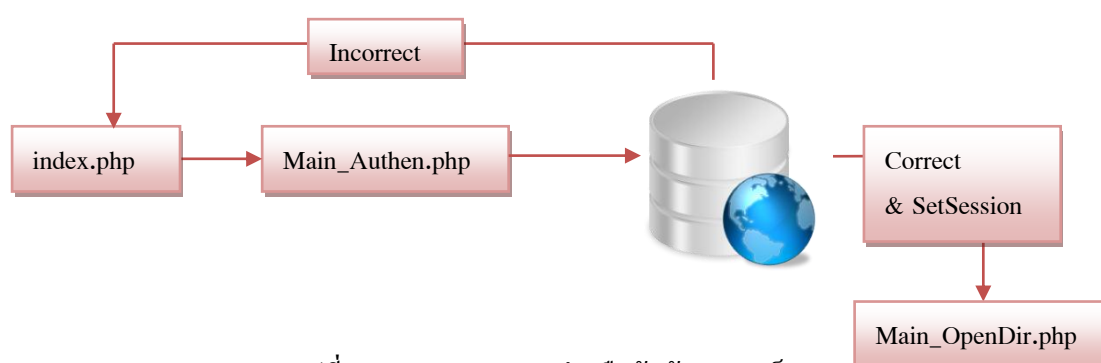 Incorrect
index.php
Main_Authen.php
Correct
& SetSession
Main_OpenDir.php